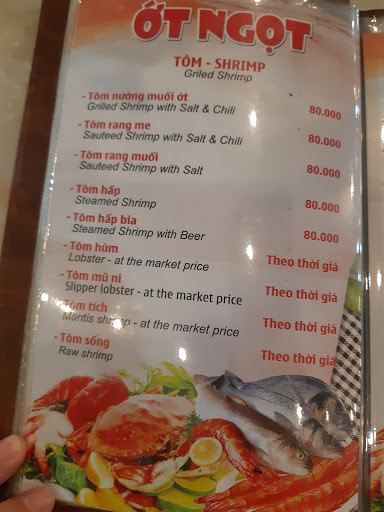 ỚT NGỌT
TÔM - SHRIMP
Griled Shrimp
- Tôm nướng muối ớt
Grilled Shrimp with Salt & Chili 80.000
- Tôm rang me
Sauteed Shrimp with Salt & Chili 80.000
- Tôm rang muối
Sauteed Shrimp with Salt 80.000
- Tôm hấp
Steamed Shrimp 80.000
- Tôm hấp bia
Steamed Shrimp with Beer 80.000
- Tôm hùm
Lobster - at the market price Theo thời giá
- Tôm mũ ni
Slipper lobster - at the market price Theo thời giá
Tôm tích
Mantis shrimp - at the market price Theo thời giá
- Tôm sống
Raw shrimp Theo thời giá